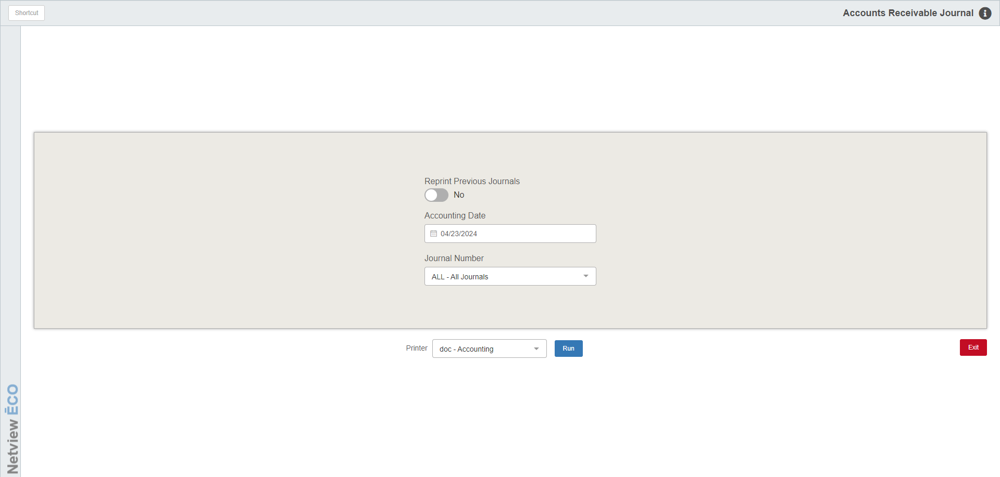 Shortcut
Accounts Receivable Journal
Reprint Previous Journals
No
Accounting Date
04/23/2024
Journal Number
ALL - All Journals
Printer
doc - Accounting
Run
Exit
Netview ĒCO